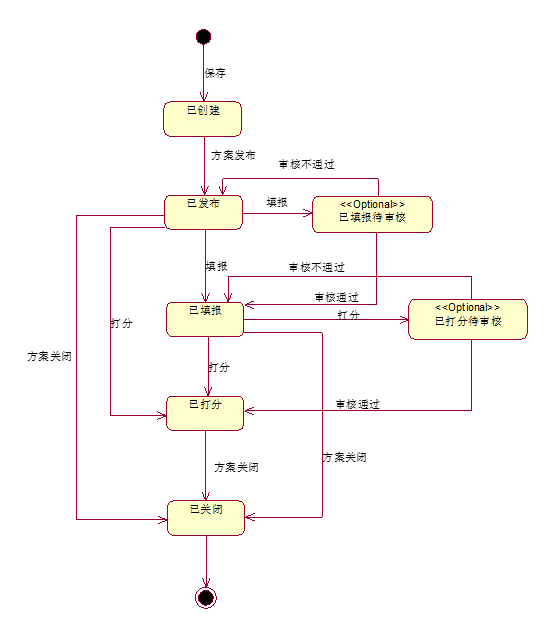 保存
已创建
方案发布
审核不通过
已发布
填报
<<Optional>>
已填报待审核
填报
审核不通过
审核通过
已填报
打分
<<Optional>>
已打分待审核
打分
方案关闭
打分
已打分
审核通过
方案关闭
方案关闭
已关闭